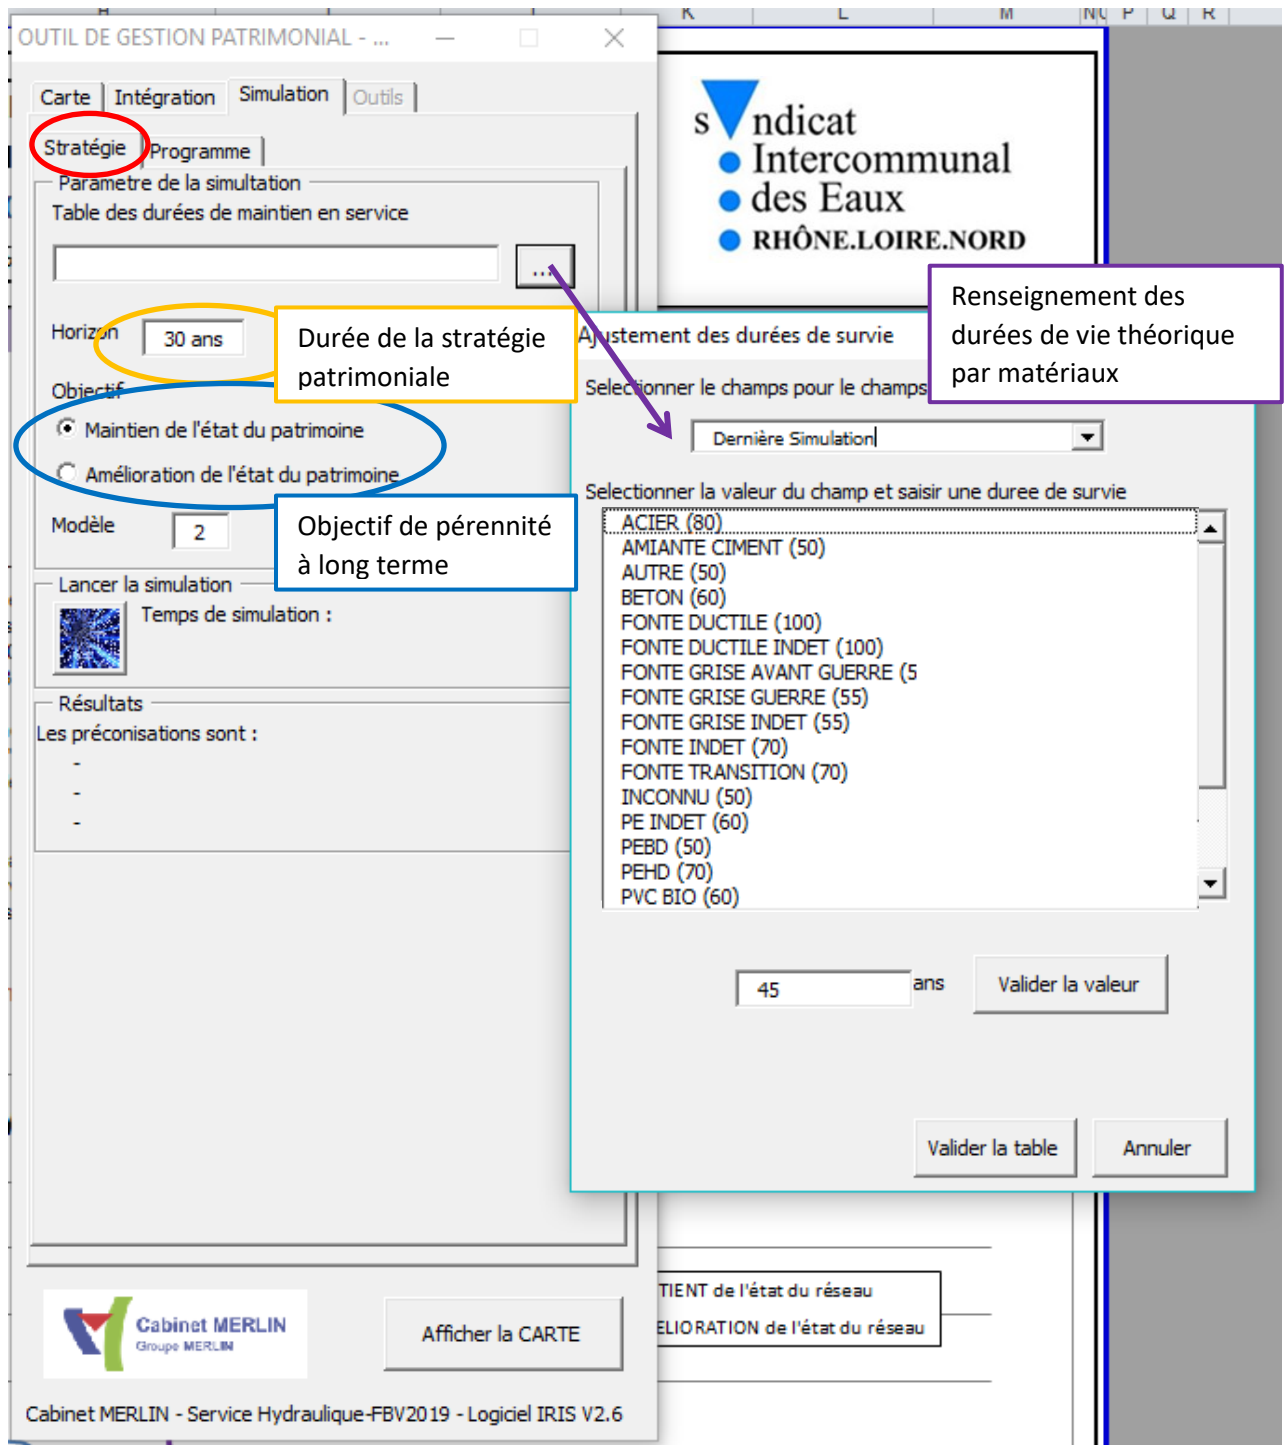 H
K L M P Q R
OUTIL DE GESTION PATRIMONIAL - ...
Carte Intégration Simulation Outils
Stratégie Programme
Parametre de la simultation
Table des durées de maintien en service
...
Horizon 30 ans
Objectif
Maintien de l'état du patrimoine
Amélioration de l'état du patrimoine
Modèle 2
Lancer la simulation
Temps de simulation :
Résultats
Les préconisations sont :
-
-
-
Cabinet MERLIN
Groupe MERLIN
Afficher la CARTE
Cabinet MERLIN - Service Hydraulique-FBV2019 - Logiciel IRIS V2.6
Durée de la stratégie
patrimoniale
Objectif de pérennité
à long terme
syndicat
Intercommunal
des Eaux
RHÔNE.LOIRE.NORD
Renseignement des
durées de vie théorique
par matériaux
Ajustement des durées de survie
Selectionner le champs pour le champs
Dernière Simulation
Selectionner la valeur du champ et saisir une duree de survie
ACIER (80)
AMIANTE CIMENT (50)
AUTRE (50)
BETON (60)
FONTE DUCTILE (100)
FONTE DUCTILE INDET (100)
FONTE GRISE AVANT GUERRE (5
FONTE GRISE GUERRE (55)
FONTE GRISE INDET (55)
FONTE INDET (70)
FONTE TRANSITION (70)
INCONNU (50)
PE INDET (60)
PEBD (50)
PEHD (70)
PVC BIO (60)
45 ans Valider la valeur
Valider la table Annuler
TIENT de l'état du réseau
ELIORATION de l'état du réseau